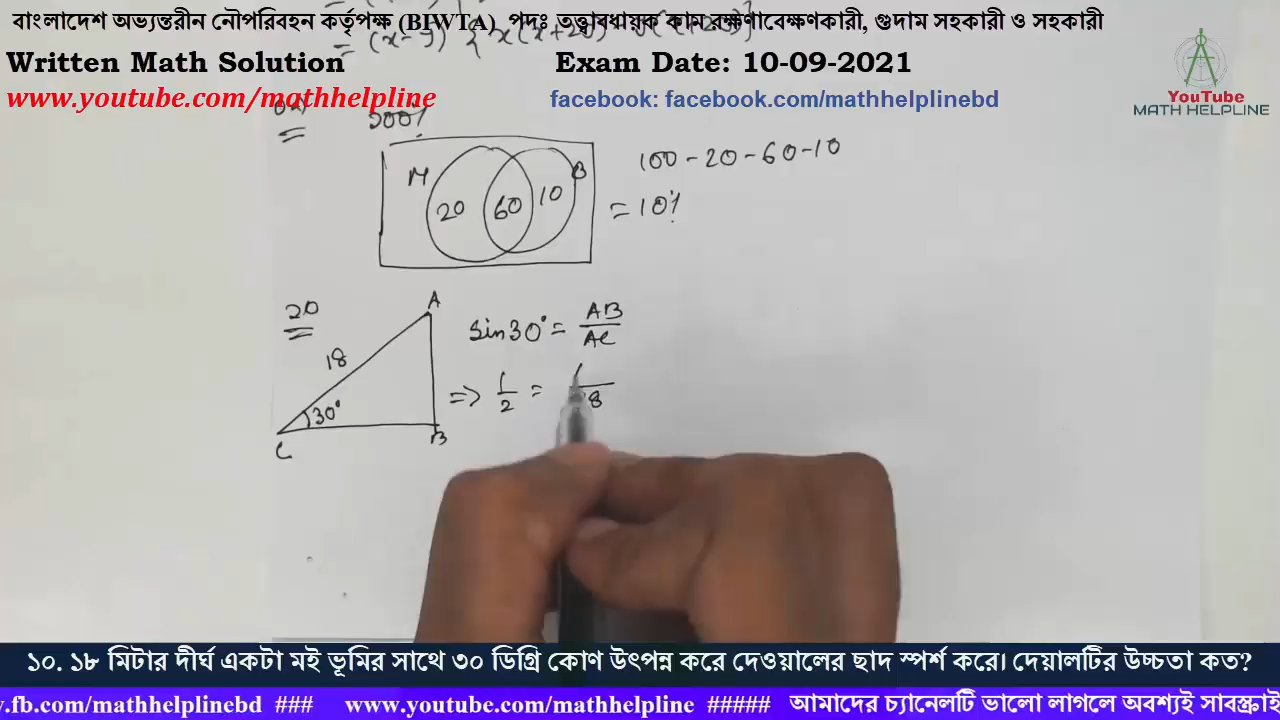 বাংলাদেশ অভ্যন্তরীন নৌপরিবহন কর্তৃপক্ষ (BIWTA) পদঃ তত্ত্বাবধায়ক কাম রক্ষণাবেক্ষণকারী, গুদাম সহকারী ও সহকারী
Written Math Solution Exam Date: 10-09-2021
www.youtube.com/mathhelpline facebook: facebook.com/mathhelplinebd
YouTube
MATH HELPLINE
M 20 60 10 B
100-20-60-10
= 10%
20
A
18
30°
C
B
sin30° = AB/AC
=> 1/2 =
১০. ১৮ মিটার দীর্ঘ একটা মই ভূমির সাথে ৩০ ডিগ্রি কোণ উৎপন্ন করে দেওয়ালের ছাদ স্পর্শ করে। দেয়ালটির উচ্চতা কত?
.fb.com/mathhelplinebd ### www.youtube.com/mathhelpline ##### আমাদের চ্যানেলটি ভালো লাগলে অবশ্যই সাবস্ক্রাই